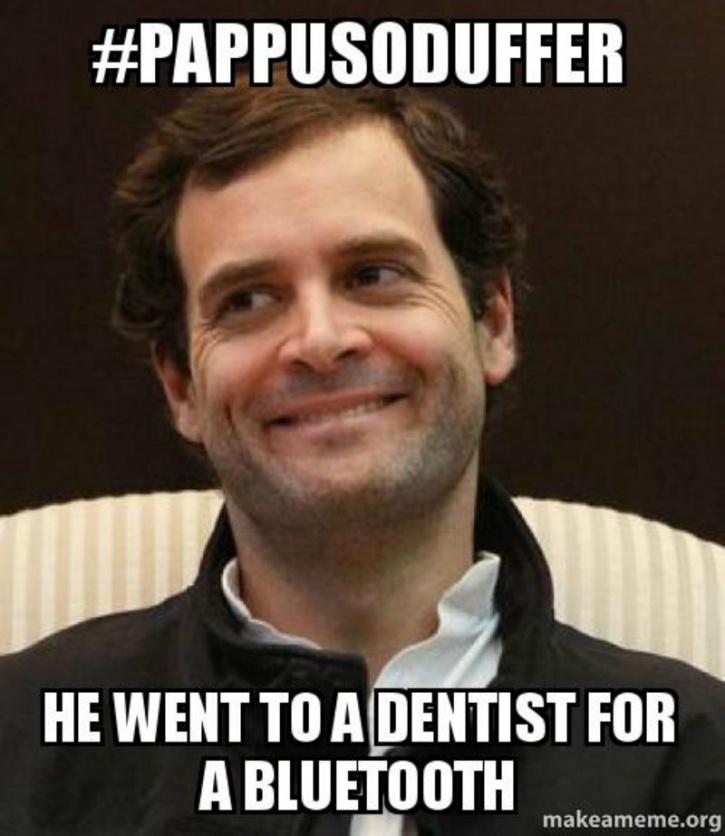 #PAPPUSODUFFER
HE WENT TO A DENTIST FOR
A BLUETOOTH
makeameme.org